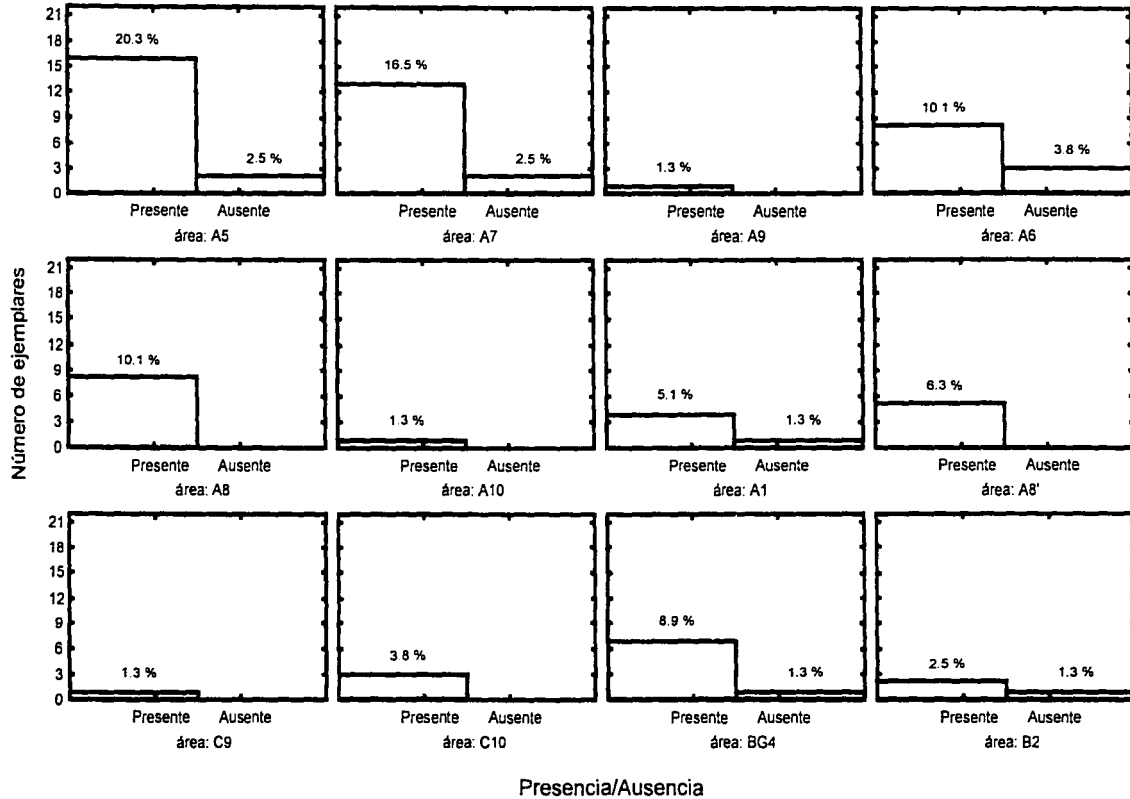 Número de ejemplares
21
18
15
12
9
6
3
0
20.3 %
2.5 %
Presente Ausente
área: A5
16.5 %
2.5 %
Presente Ausente
área: A7
1.3 %
Presente Ausente
área: A9
10 1 %
3.8 %
Presente Ausente
área: A6
21
18
15
12
9
6
3
0
10.1 %
Presente Ausente
área: A8
1.3 %
Presente Ausente
área: A10
5.1 %
1.3 %
Presente Ausente
área: A1
6.3 %
Presente Ausente
área: A8'
21
18
15
12
9
6
3
0
1.3 %
Presente Ausente
área: C9
3.8 %
Presente Ausente
área: C10
8.9 %
1.3 %
Presente Ausente
área: BG4
2.5 %
1.3 %
Presente Ausente
área: B2
Presencia/Ausencia